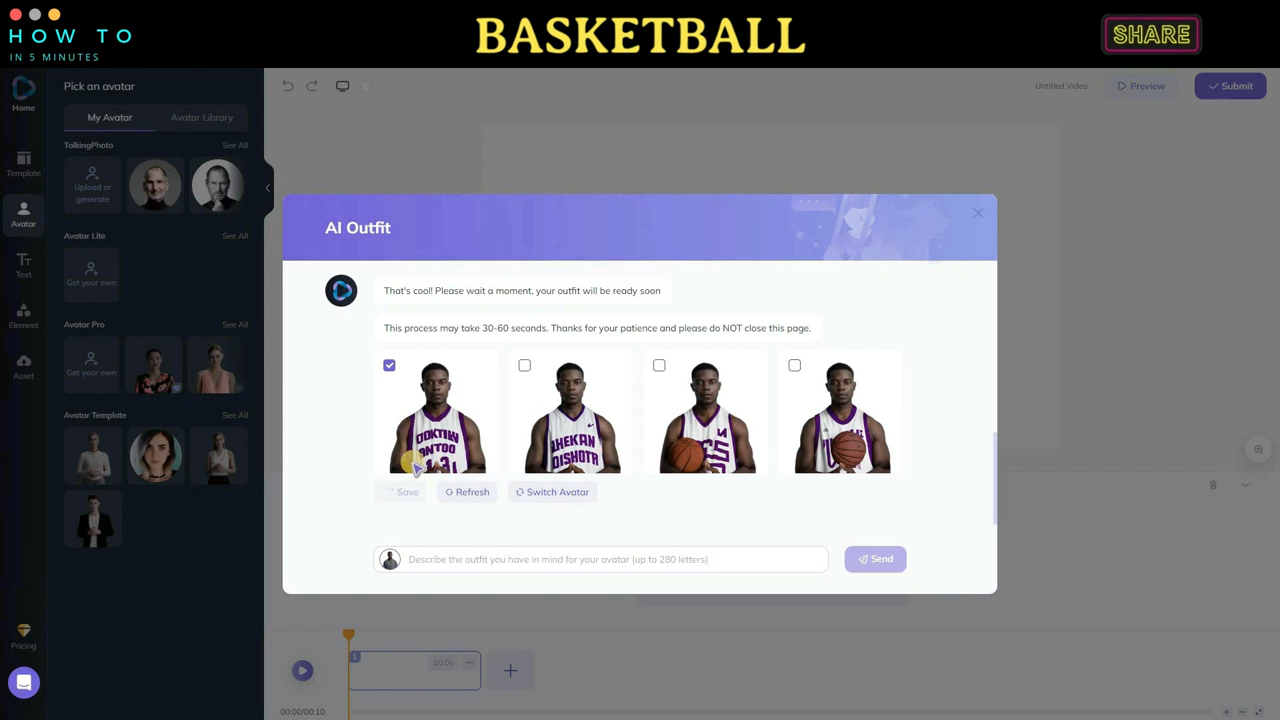 HOW TO
IN 5 MINUTES
BASKETBALL
SHARE
Home
Template
Avatar
Text
Element
Asset
Pricing
Pick an avatar
My Avatar
Avatar Library
TalkingPhoto
See All
Upload or
generate
Avatar Lite
See All
Get your own
Avatar Pro
See All
Get your own
Avatar Template
See All
Untitled Video
Preview
Submit
AI Outfit
That's cool! Please wait a moment, your outfit will be ready soon
This process may take 30-60 seconds. Thanks for your patience and please do NOT close this page.
Save
Refresh
Switch Avatar
Describe the outfit you have in mind for your avatar (up to 280 letters)
Send
1
10.0s
00:00/00:10